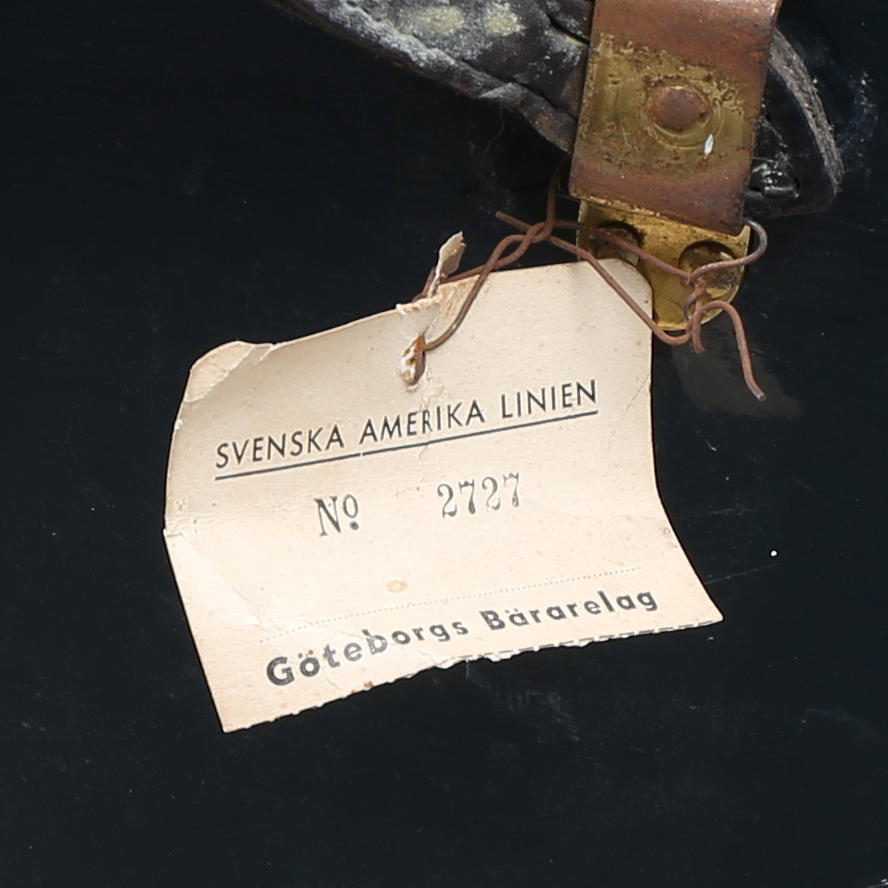 SVENSKA AMERIKA LINIEN
Nº 2727
Göteborgs Bärarelag